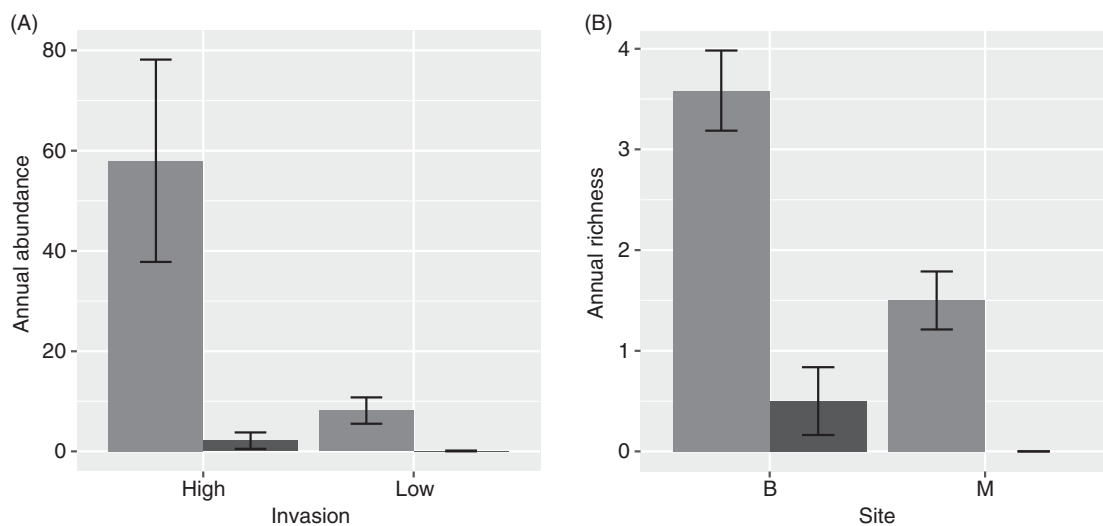 (A)
80
60
40
20
0
Annual abundance
High
Low
Invasion
(B)
4
3
2
1
0
Annual richness
B
M
Site